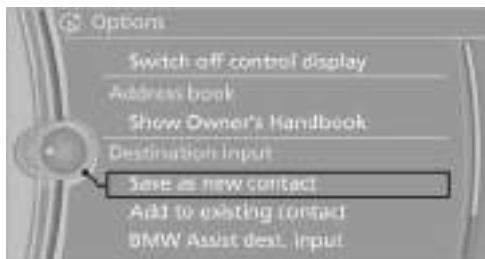 Options
Switch off control display
Address book
Show Owner's Handbook
Destination Input
Save as new contact
Add to existing contact
BMW Assist dest. input